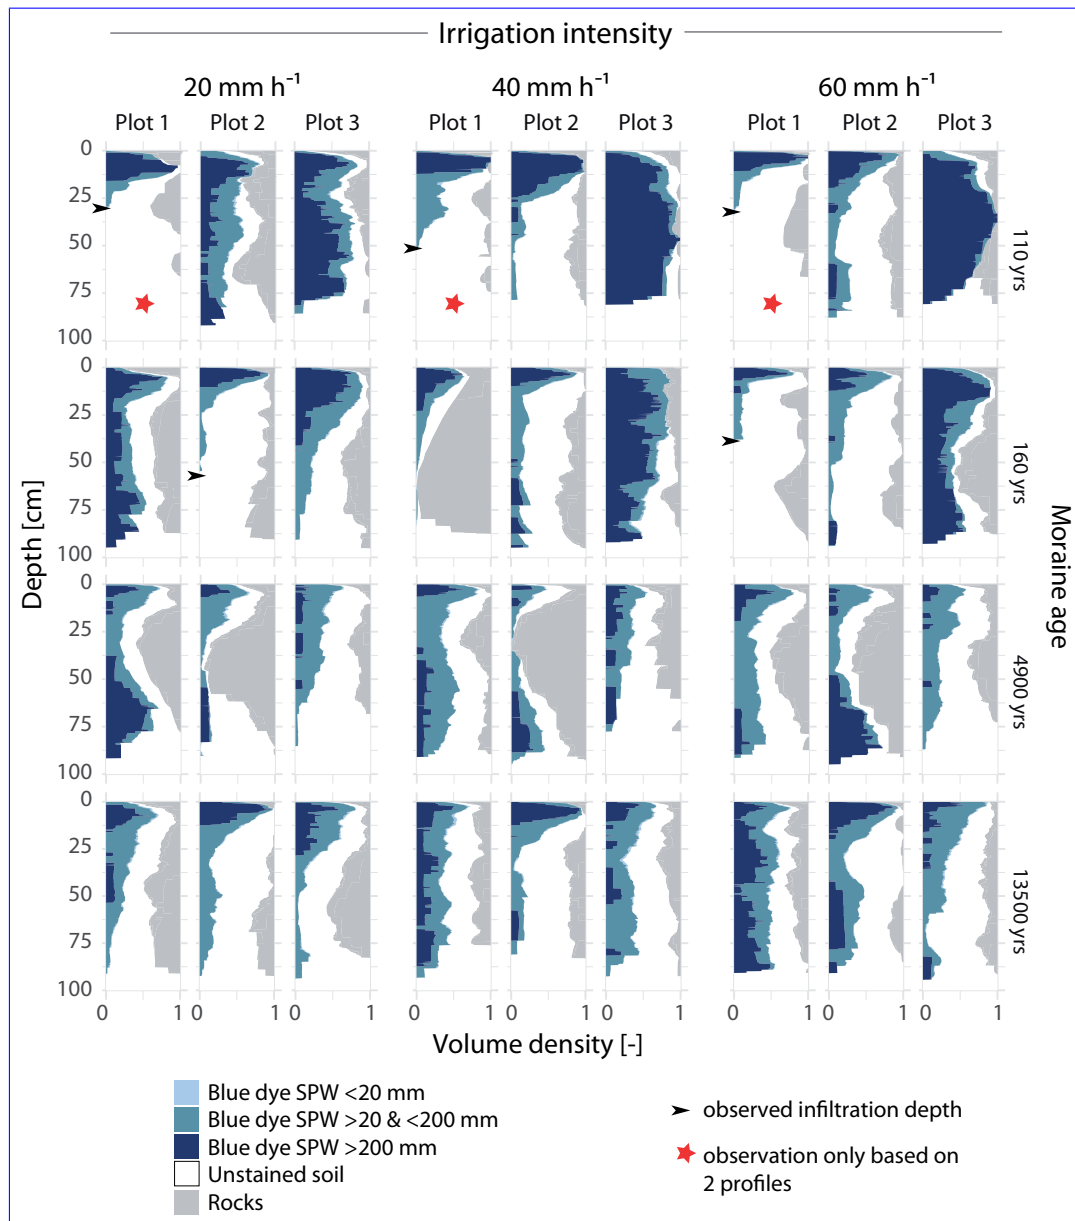 Irrigation intensity
20 mm h⁻¹ 40 mm h⁻¹ 60 mm h⁻¹
Plot 1 Plot 2 Plot 3 Plot 1 Plot 2 Plot 3 Plot 1 Plot 2 Plot 3
0
25
50
75
100
110 yrs
0
25
50
75
100
160 yrs
0
25
50
75
100
4900 yrs
0
25
50
75
100
13500 yrs
Depth [cm]
Moraine age
0 1 0 1 0 1 0 1 0 1 0 1 0 1 0 1 0 1
Volume density [-]
Blue dye SPW <20 mm
Blue dye SPW >20 & <200 mm
Blue dye SPW >200 mm
Unstained soil
Rocks
observed infiltration depth
observation only based on
2 profiles